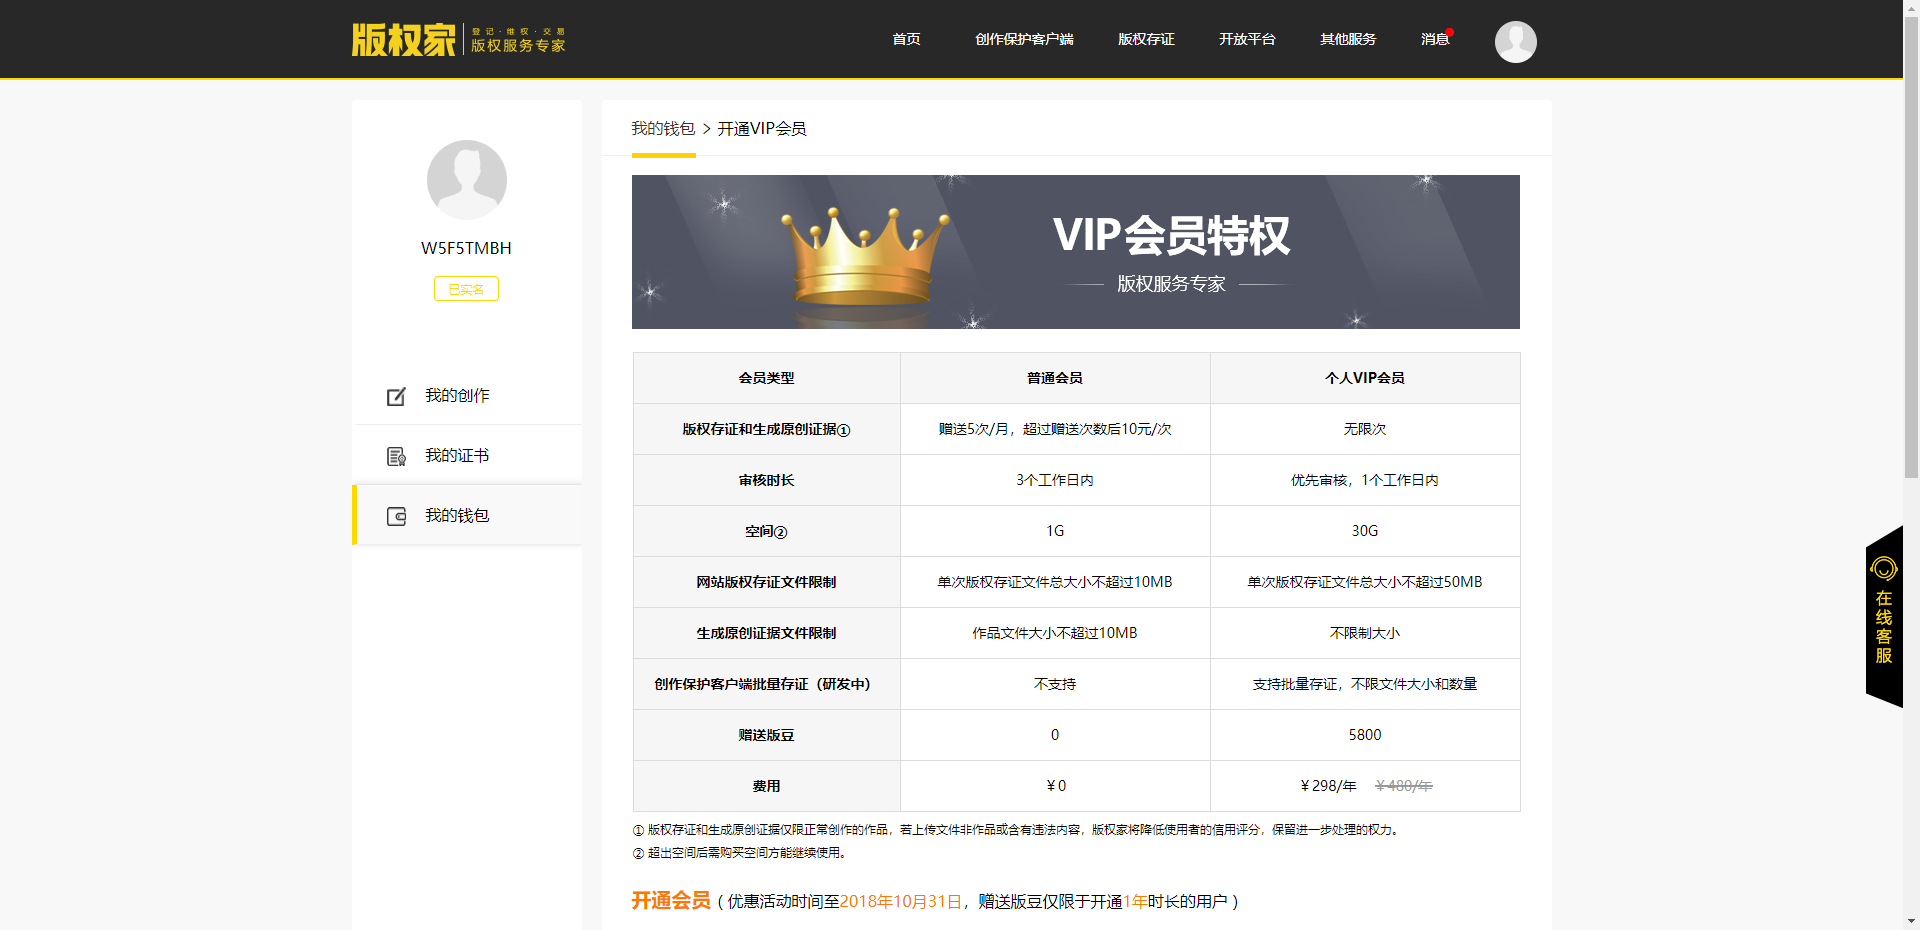 版权家
登记·维权·交易
版权服务专家
首页
创作保护客户端
版权存证
开放平台
其他服务
消息
W5F5TMBH
已实名
我的创作
我的证书
我的钱包
我的钱包 > 开通VIP会员
VIP会员特权
版权服务专家
会员类型 普通会员 个人VIP会员
版权存证和生成原创证据① 赠送5次/月，超过赠送次数后10元/次 无限次
审核时长 3个工作日内 优先审核，1个工作日内
空间② 1G 30G
网站版权存证文件限制 单次版权存证文件总大小不超过10MB 单次版权存证文件总大小不超过50MB
生成原创证据文件限制 作品文件大小不超过10MB 不限制大小
创作保护客户端批量存证（研发中） 不支持 支持批量存证，不限文件大小和数量
赠送版豆 0 5800
费用 ￥0 ￥298/年 ￥480/年
① 版权存证和生成原创证据仅限正常创作的作品，若上传文件非作品或含有违法内容，版权家将降低使用者的信用评分，保留进一步处理的权力。
② 超出空间后需购买空间方能继续使用。
开通会员 ( 优惠活动时间至2018年10月31日，赠送版豆仅限于开通1年时长的用户 )
在线客服